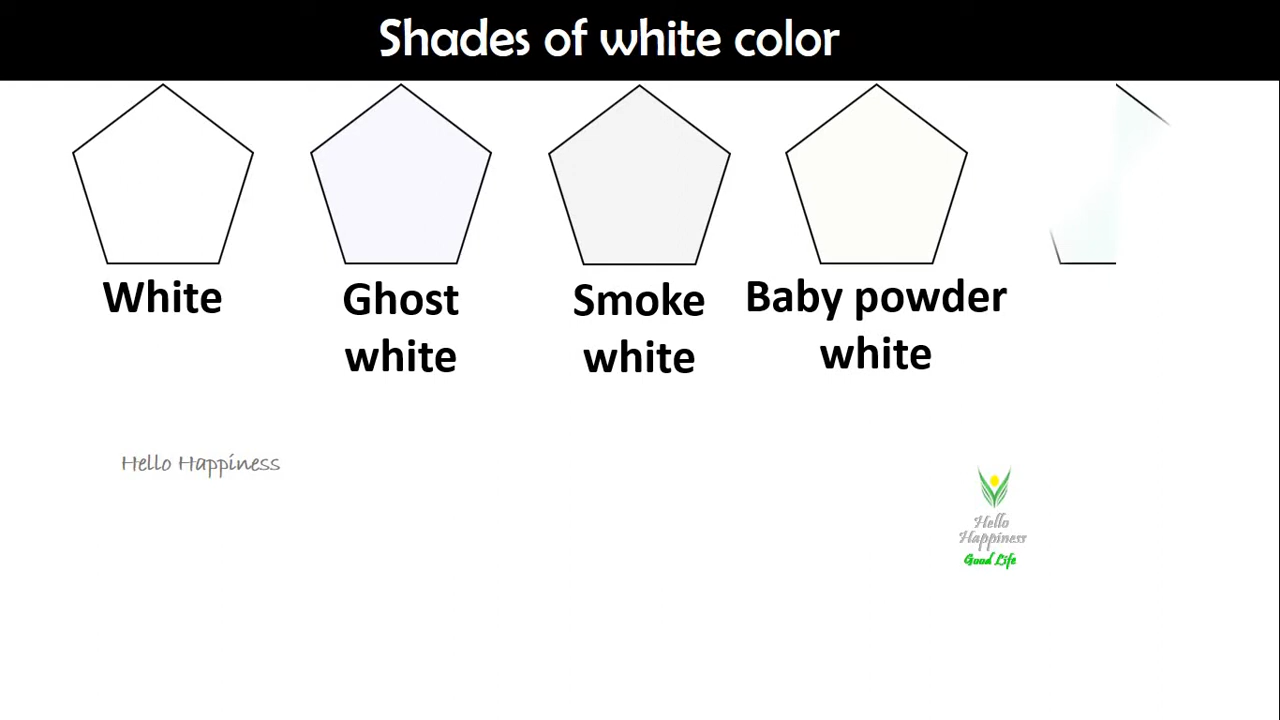 Shades of white color
White
Ghost
white
Smoke
white
Baby powder
white
Hello Happiness
Hello
Happiness
Good Life